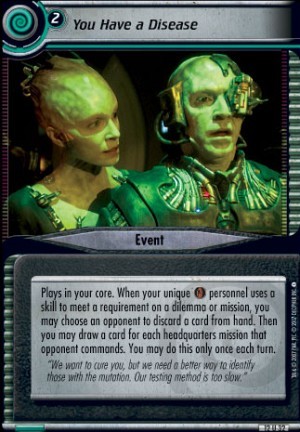 2
You Have a Disease
Event
Plays in your core. When your unique personnel uses a
skill to meet a requirement on a dilemma or mission, you
may choose an opponent to discard a card from hand. Then
you may draw a card for each headquarters mission that
opponent commands. You may do this only once each turn.
"We want to cure you, but we need a better way to identify
those with the mutation. Our testing method is too slow."